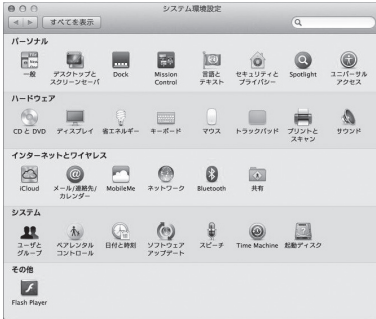 システム環境設定
すべてを表示
パーソナル
一般
デスクトップと
スクリーンセーバ
Dock
Mission
Control
言語と
テキスト
セキュリティと
プライバシー
Spotlight
ユニバーサル
アクセス
ハードウェア
CD と DVD
ディスプレイ
省エネルギー
キーボード
マウス
トラックパッド
プリントと
スキャン
サウンド
インターネットとワイヤレス
iCloud
メール/連絡先/
カレンダー
MobileMe
ネットワーク
Bluetooth
共有
システム
ユーザと
グループ
ペアレンタル
コントロール
日付と時刻
ソフトウェア
アップデート
スピーチ
Time Machine
起動ディスク
その他
Flash Player